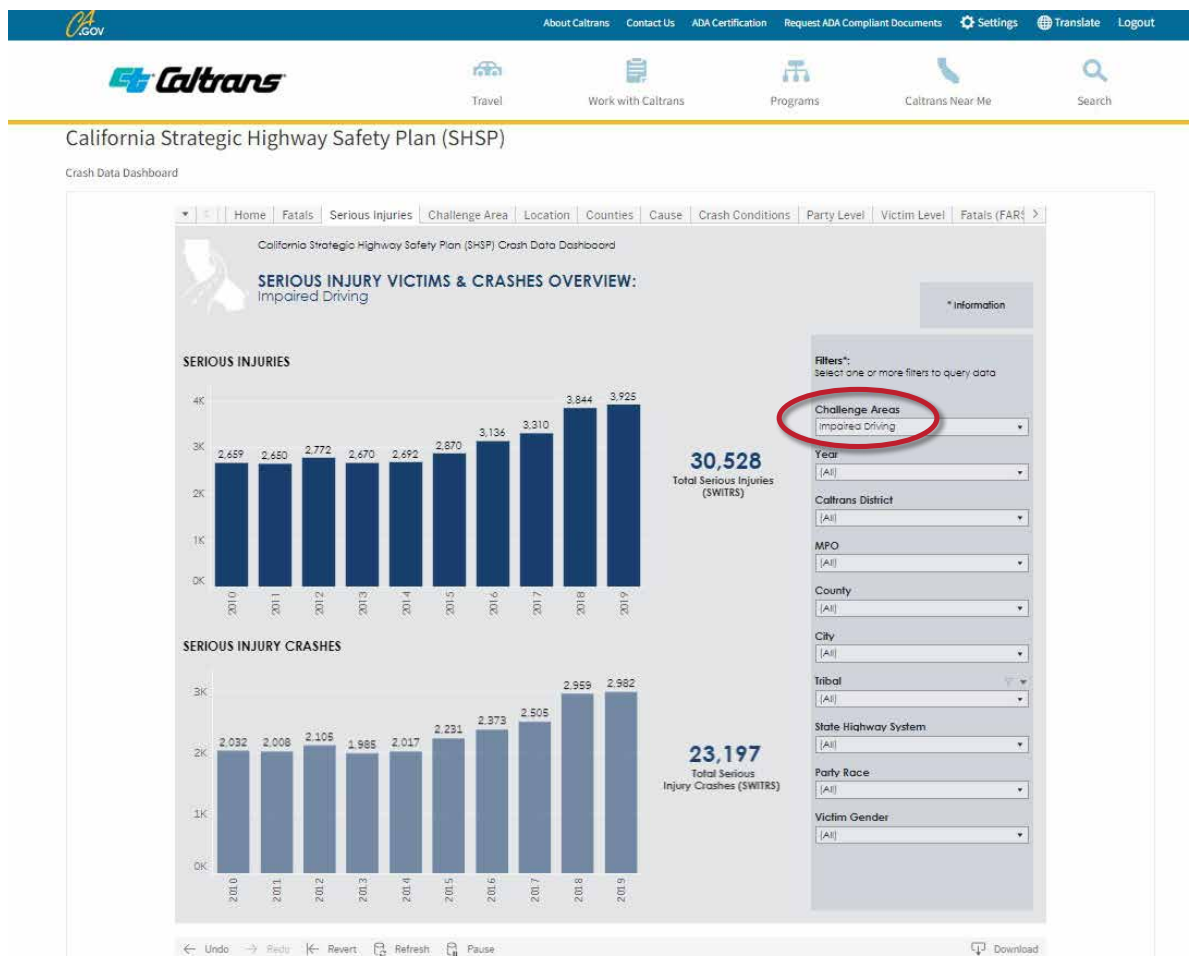 CA.GOV
About Caltrans Contact Us ADA Certification Request ADA Compliant Documents Settings Translate Logout
Caltrans
Travel Work with Caltrans Programs Caltrans Near Me Search
California Strategic Highway Safety Plan (SHSP)
Crash Data Dashboard
Home Fatals Serious Injuries Challenge Area Location Counties Cause Crash Conditions Party Level Victim Level Fatals (FARS
California Strategic Highway Safety Plan (SHSP) Crash Data Dashboard
SERIOUS INJURY VICTIMS & CRASHES OVERVIEW:
Impaired Driving
* Information
SERIOUS INJURIES
4K
3K
2K
1K
0K
2,659 2,650 2,772 2,670 2,692 2,870 3,136 3,310 3,844 3,925
2010 2011 2012 2013 2014 2015 2016 2017 2018 2019
30,528
Total Serious Injuries
(SWITRS)
SERIOUS INJURY CRASHES
3K
2K
1K
0K
2,032 2,008 2,105 1,985 2,017 2,231 2,373 2,505 2,959 2,982
2010 2011 2012 2013 2014 2015 2016 2017 2018 2019
23,197
Total Serious
Injury Crashes (SWITRS)
Filters*:
Select one or more filters to query data
Challenge Areas
Impaired Driving
Year
(All)
Caltrans District
(All)
MPO
(All)
County
(All)
City
(All)
Tribal
(All)
State Highway System
(All)
Party Race
(All)
Victim Gender
(All)
Undo Redo Revert Refresh Pause Download